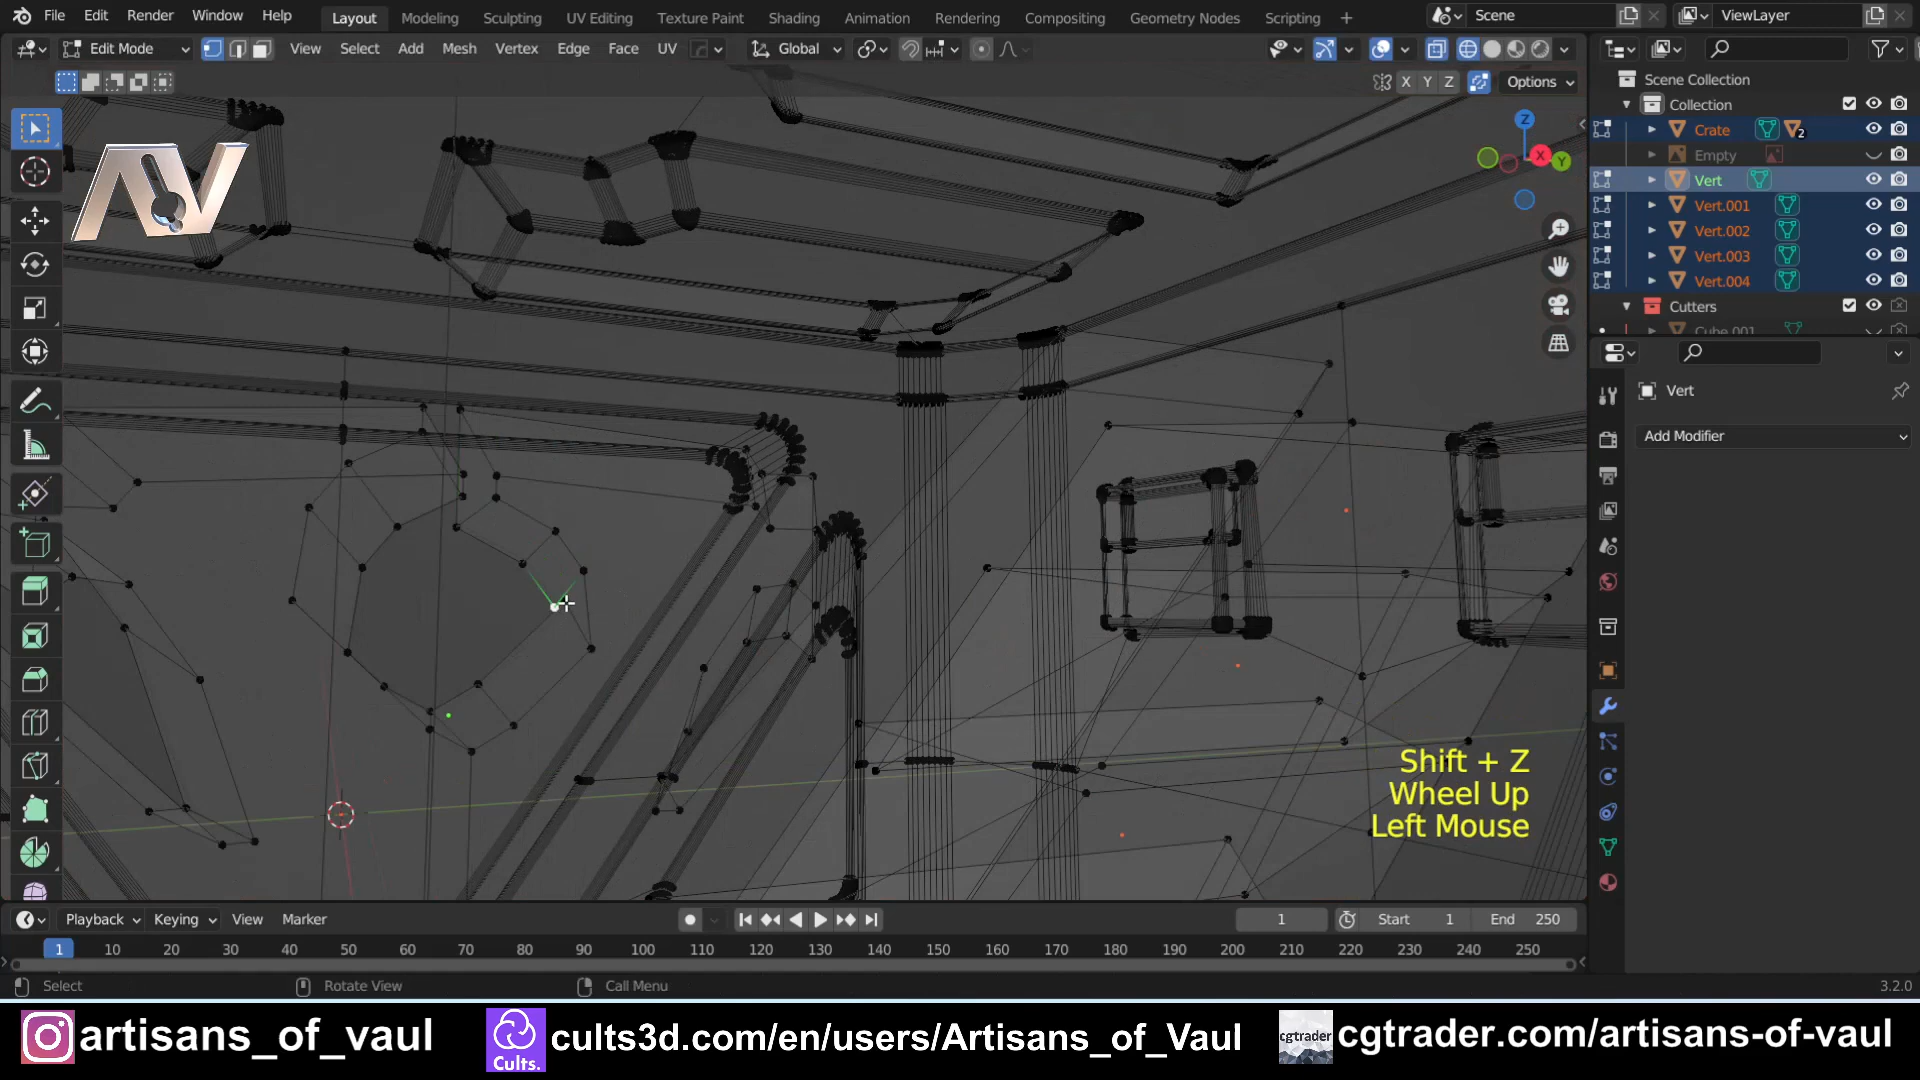 File Edit Render Window Help Layout Modeling Sculpting UV Editing Texture Paint Shading Animation Rendering Compositing Geometry Nodes Scripting + Scene ViewLayer
Edit Mode View Select Add Mesh Vertex Edge Face UV Global
X Y Z Options
Scene Collection
Collection
Crate 2
Empty
Vert
Vert.001
Vert.002
Vert.003
Vert.004
Cutters
Cube.001
Z
X
Y
AV
Vert
Add Modifier
Shift + Z
Wheel Up
Left Mouse
Playback Keying View Marker 1 Start 1 End 250
1 10 20 30 40 50 60 70 80 90 100 110 120 130 140 150 160 170 180 190 200 210 220 230 240 250
Select Rotate View Call Menu 3.2.0
artisans_of_vaul Cults. cults3d.com/en/users/Artisans_of_Vaul cgtrader cgtrader.com/artisans-of-vaul